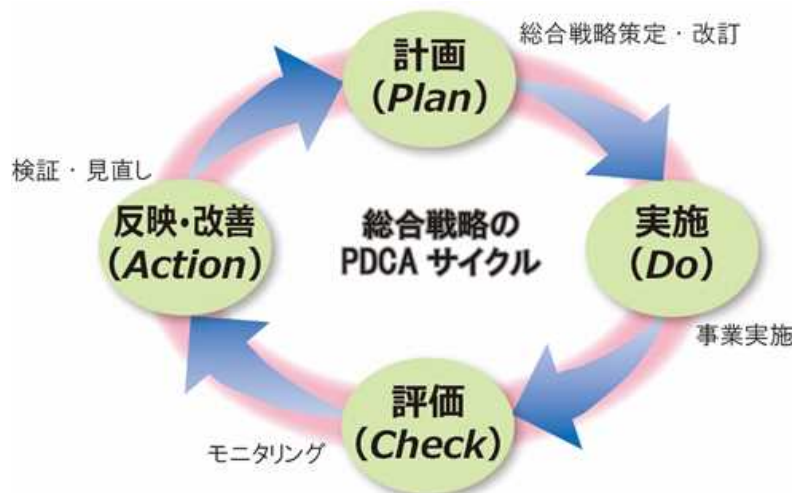 計画
(Plan)
総合戦略策定・改訂
実施
(Do)
事業実施
評価
(Check)
モニタリング
反映・改善
(Action)
検証・見直し
総合戦略の
PDCA サイクル